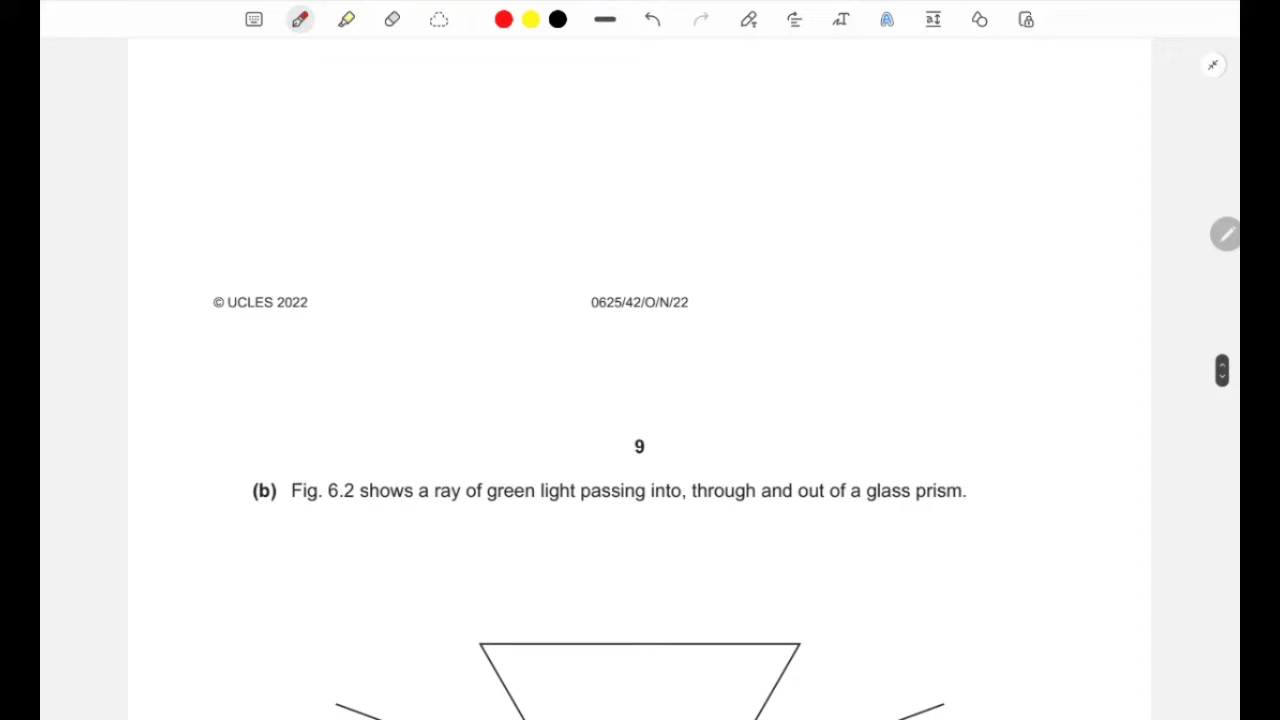 © UCLES 2022 0625/42/O/N/22
9
(b) Fig. 6.2 shows a ray of green light passing into, through and out of a glass prism.